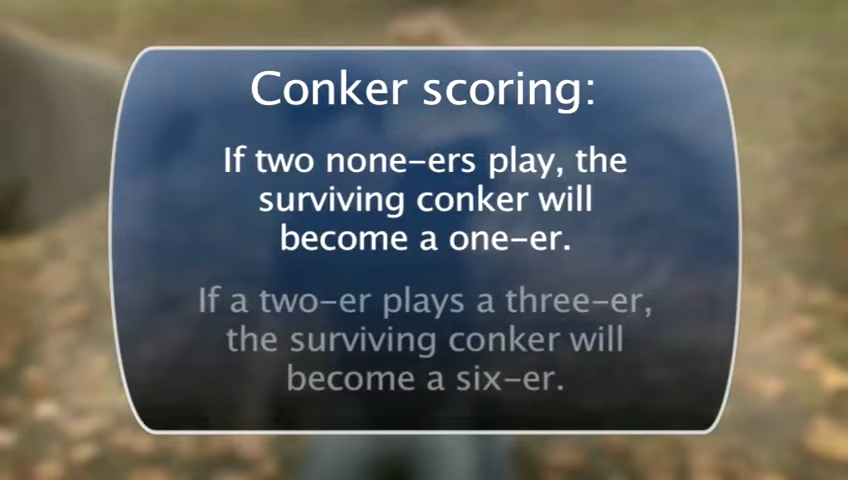 Conker scoring:
If two none-ers play, the
surviving conker will
become a one-er.
If a two-er plays a three-er,
the surviving conker will
become a six-er.